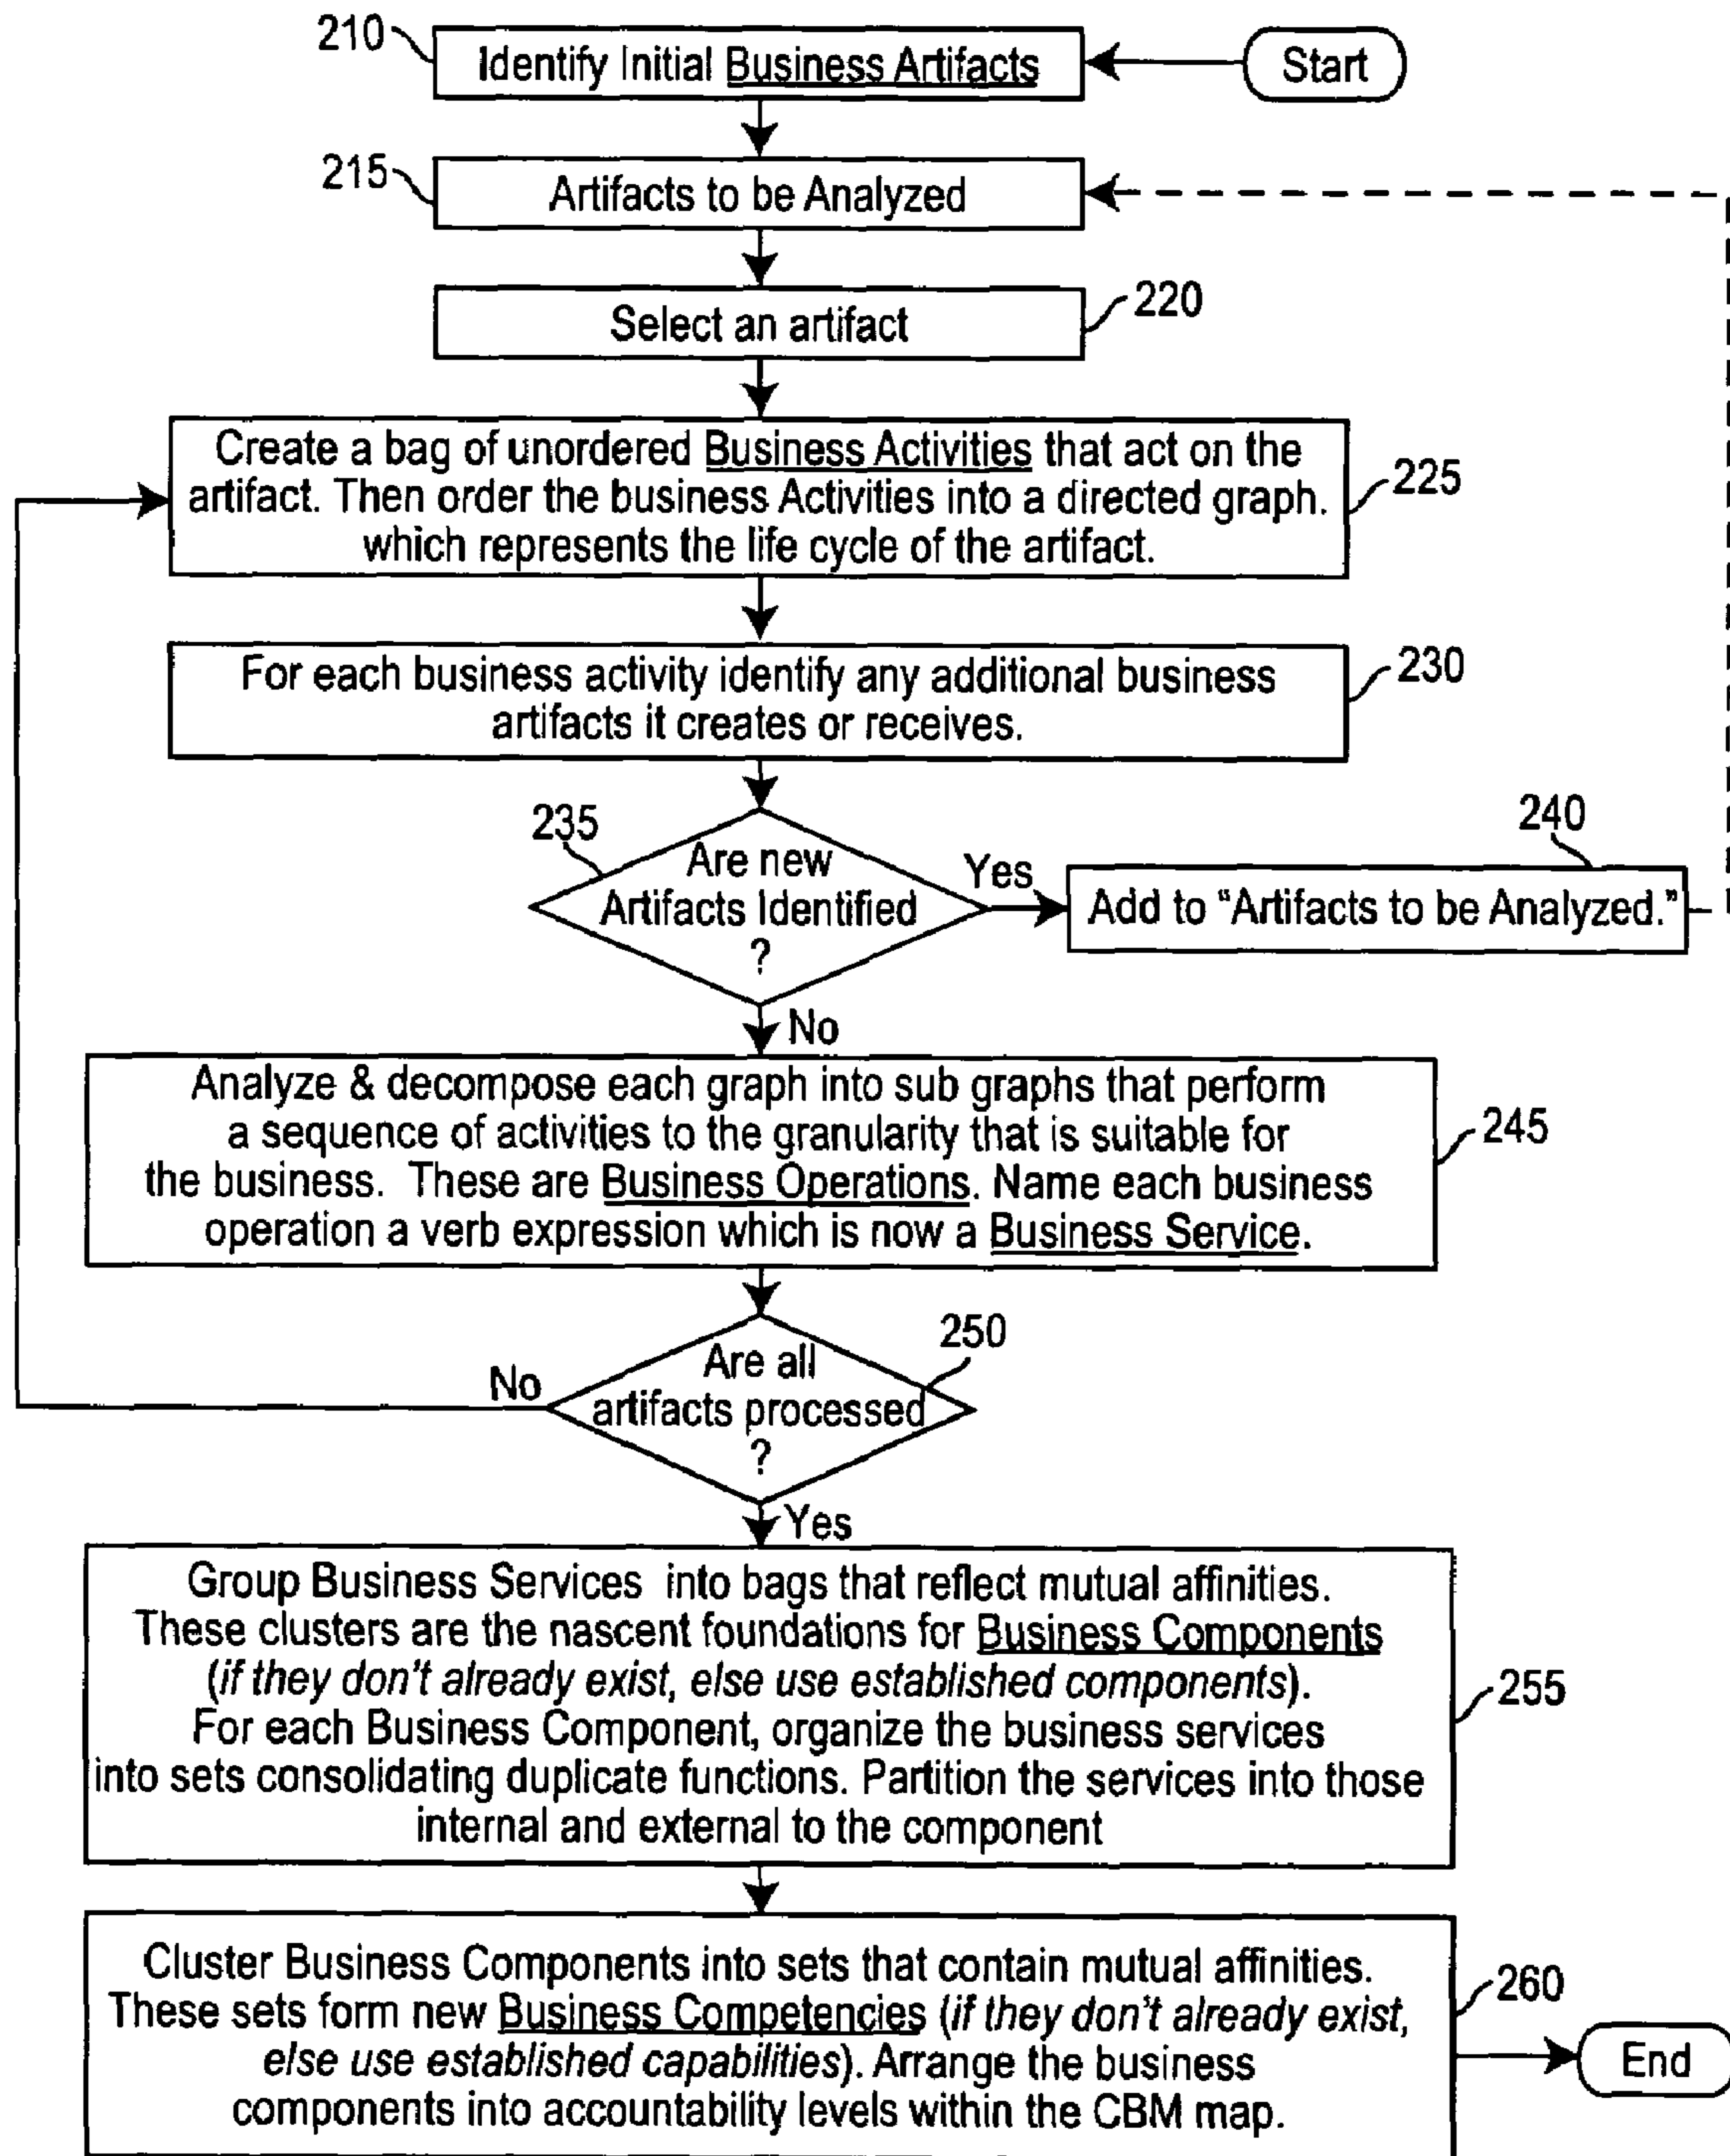 210
Identify Initial Business Artifacts
Start
215
Artifacts to be Analyzed
Select an artifact
220
Create a bag of unordered Business Activities that act on the
artifact. Then order the business Activities into a directed graph.
which represents the life cycle of the artifact.
225
For each business activity identify any additional business
artifacts it creates or receives.
230
235
Are new
Artifacts Identified
?
Yes
240
Add to “Artifacts to be Analyzed.”
No
Analyze & decompose each graph into sub graphs that perform
a sequence of activities to the granularity that is suitable for
the business. These are Business Operations. Name each business
operation a verb expression which is now a Business Service.
245
250
Are all
artifacts processed
?
No
Yes
Group Business Services into bags that reflect mutual affinities.
These clusters are the nascent foundations for Business Components
(if they don't already exist, else use established components).
For each Business Component, organize the business services
into sets consolidating duplicate functions. Partition the services into those
internal and external to the component
255
Cluster Business Components into sets that contain mutual affinities.
These sets form new Business Competencies (if they don't already exist,
else use established capabilities). Arrange the business
components into accountability levels within the CBM map.
260
End